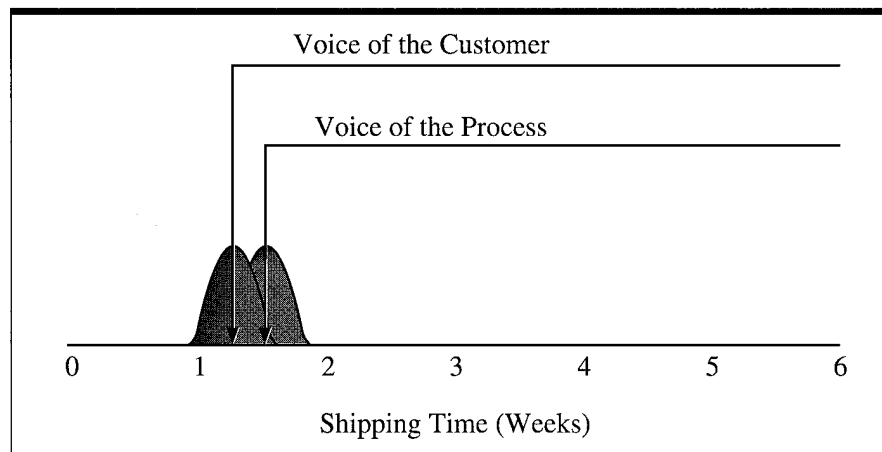 Voice of the Customer
Voice of the Process
0 1 2 3 4 5 6
Shipping Time (Weeks)